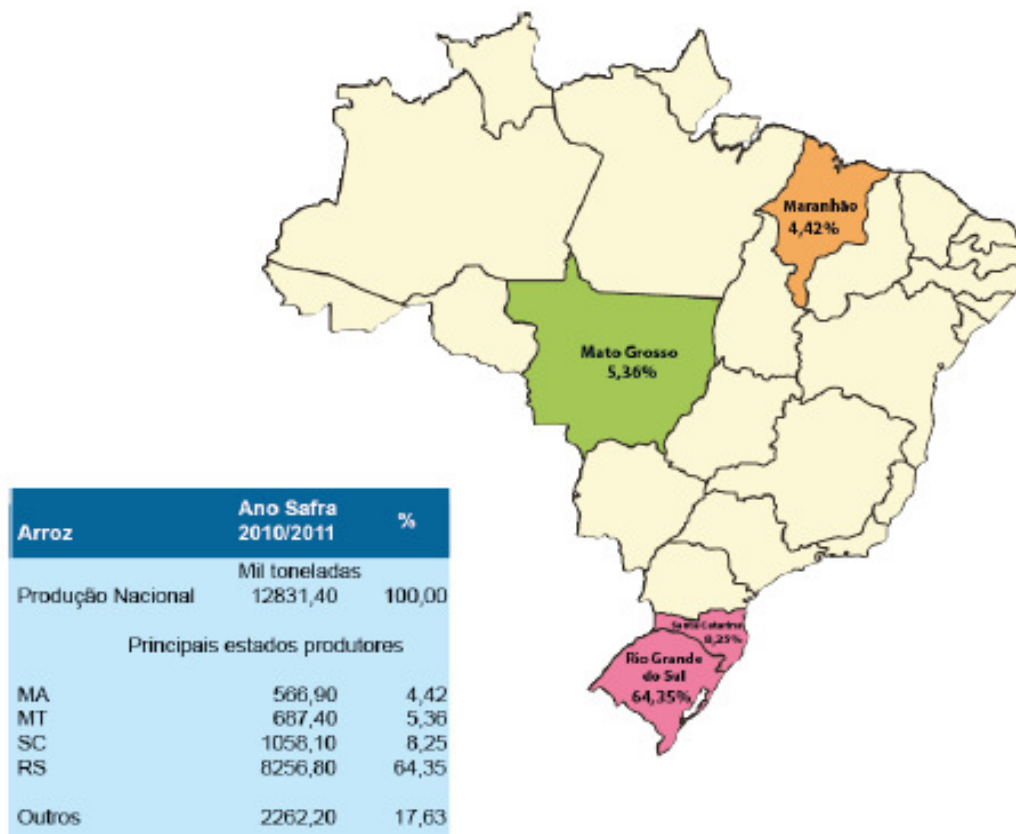 Maranhão
4,42%
Mato Grosso
5,36%
Santa Catarina
8,25%
Rio Grande
do Sul
64,35%
Arroz Ano Safra 2010/2011 %
Mil toneladas
Produção Nacional 12831,40 100,00
Principais estados produtores
MA 566,90 4,42
MT 687,40 5,36
SC 1058,10 8,25
RS 8256,80 64,35
Outros 2262,20 17,63